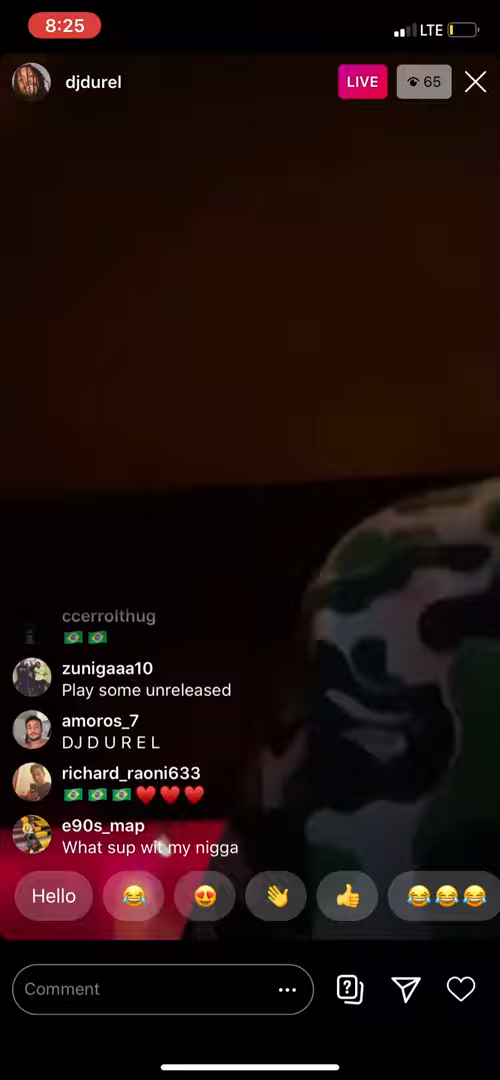 8:25
LTE
djdurel
LIVE
65
ccerrolthug
🇧🇷 🇧🇷
zunigaaa10
Play some unreleased
amoros_7
DJ D U R E L
richard_raoni633
🇧🇷 🇧🇷 🇧🇷❤️❤️❤️
e90s_map
What sup wit my nigga
Hello 😂 😍 👋 👍 😂😂😂
Comment